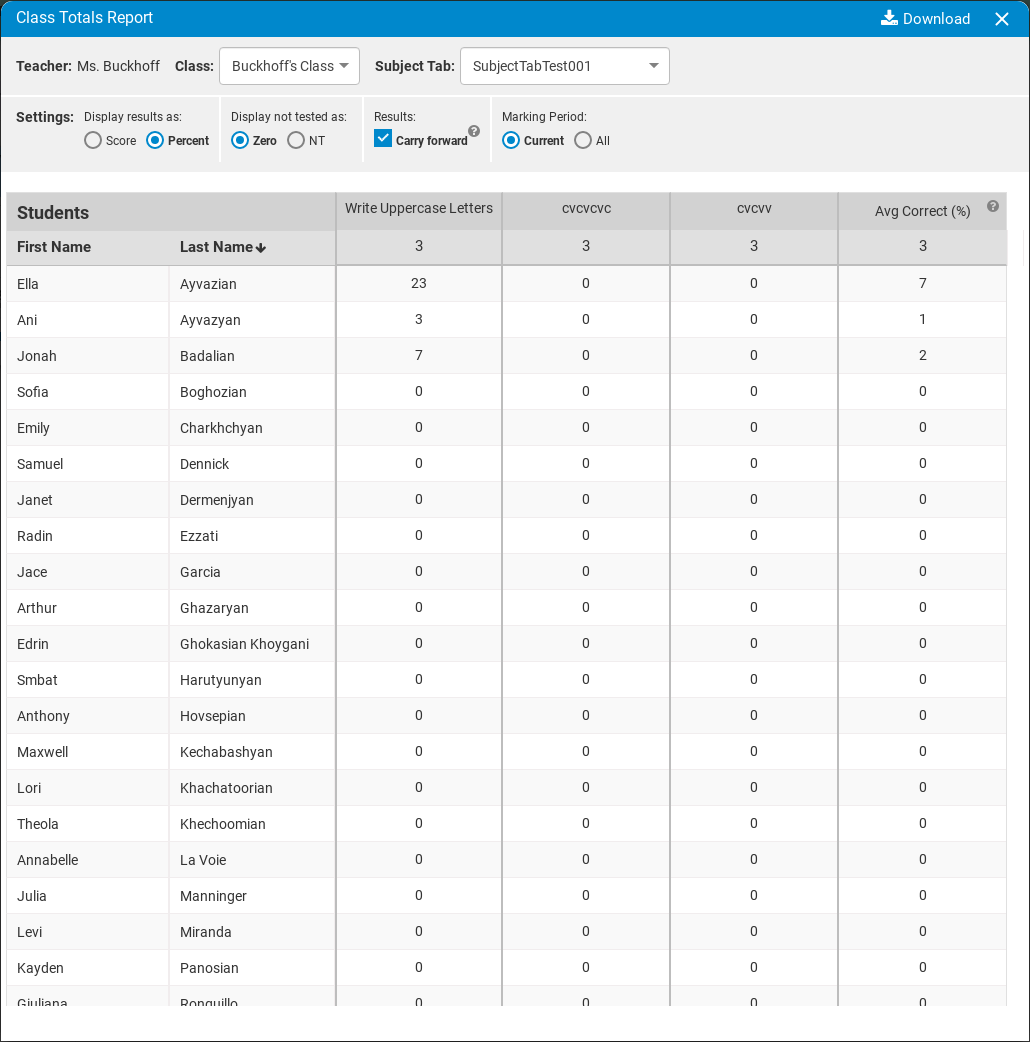 Class Totals Report Download
Teacher: Ms. Buckhoff Class: Buckhoff's Class Subject Tab: SubjectTabTest001
Settings: Display results as: Display not tested as: Results: Marking Period:
Score Percent Zero NT Carry forward ? Current All
Students Write Uppercase Letters cvcvcvc cvcvv Avg Correct (%) ?
First Name Last Name 3 3 3 3
Ella Ayvazian 23 0 0 7
Ani Ayvazyan 3 0 0 1
Jonah Badalian 7 0 0 2
Sofia Boghozian 0 0 0 0
Emily Charkhchyan 0 0 0 0
Samuel Dennick 0 0 0 0
Janet Dermenjyan 0 0 0 0
Radin Ezzati 0 0 0 0
Jace Garcia 0 0 0 0
Arthur Ghazaryan 0 0 0 0
Edrin Ghokasian Khoygani 0 0 0 0
Smbat Harutyunyan 0 0 0 0
Anthony Hovsepian 0 0 0 0
Maxwell Kechabashyan 0 0 0 0
Lori Khachatoorian 0 0 0 0
Theola Khechoomian 0 0 0 0
Annabelle La Voie 0 0 0 0
Julia Manninger 0 0 0 0
Levi Miranda 0 0 0 0
Kayden Panosian 0 0 0 0
Giuliana Ronquillo 0 0 0 0